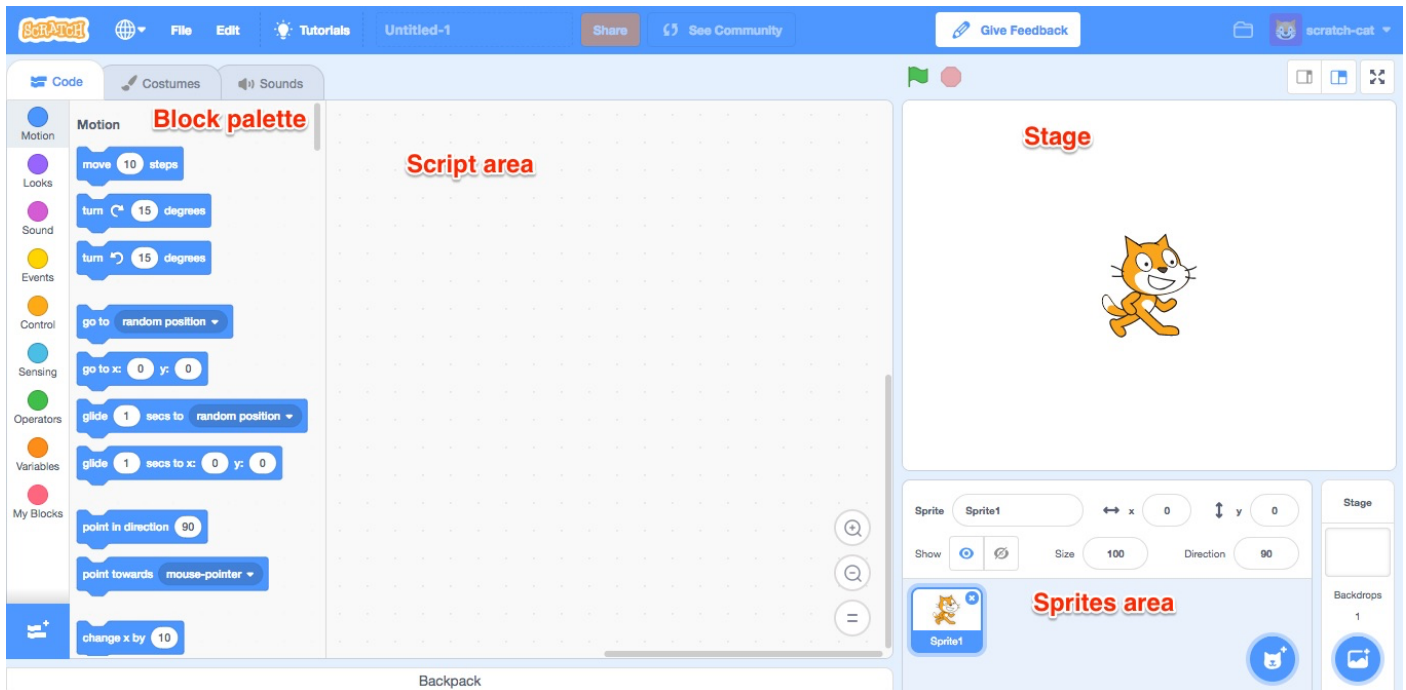 SCRATCH File Edit Tutorials Untitled-1 Share See Community Give Feedback scratch-cat
Code Costumes Sounds
Motion
Looks
Sound
Events
Control
Sensing
Operators
Variables
My Blocks
Motion Block palette
move 10 steps
turn 15 degrees
turn 15 degrees
go to random position
go to x: 0 y: 0
glide 1 secs to random position
glide 1 secs to x: 0 y: 0
point in direction 90
point towards mouse-pointer
change x by 10
Script area
Backpack
Stage
Sprite Sprite1 x 0 y 0
Show Size 100 Direction 90
Sprites area
Sprite1
Stage
Backdrops
1